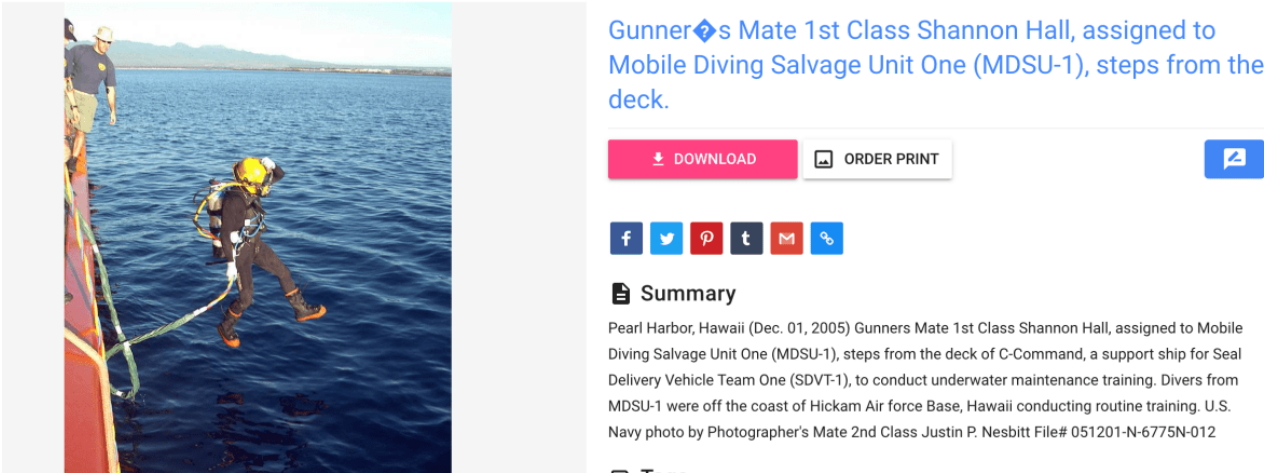 Gunner�s Mate 1st Class Shannon Hall, assigned to
Mobile Diving Salvage Unit One (MDSU-1), steps from the
deck.
DOWNLOAD
ORDER PRINT
Summary
Pearl Harbor, Hawaii (Dec. 01, 2005) Gunners Mate 1st Class Shannon Hall, assigned to Mobile
Diving Salvage Unit One (MDSU-1), steps from the deck of C-Command, a support ship for Seal
Delivery Vehicle Team One (SDVT-1), to conduct underwater maintenance training. Divers from
MDSU-1 were off the coast of Hickam Air force Base, Hawaii conducting routine training. U.S.
Navy photo by Photographer's Mate 2nd Class Justin P. Nesbitt File# 051201-N-6775N-012